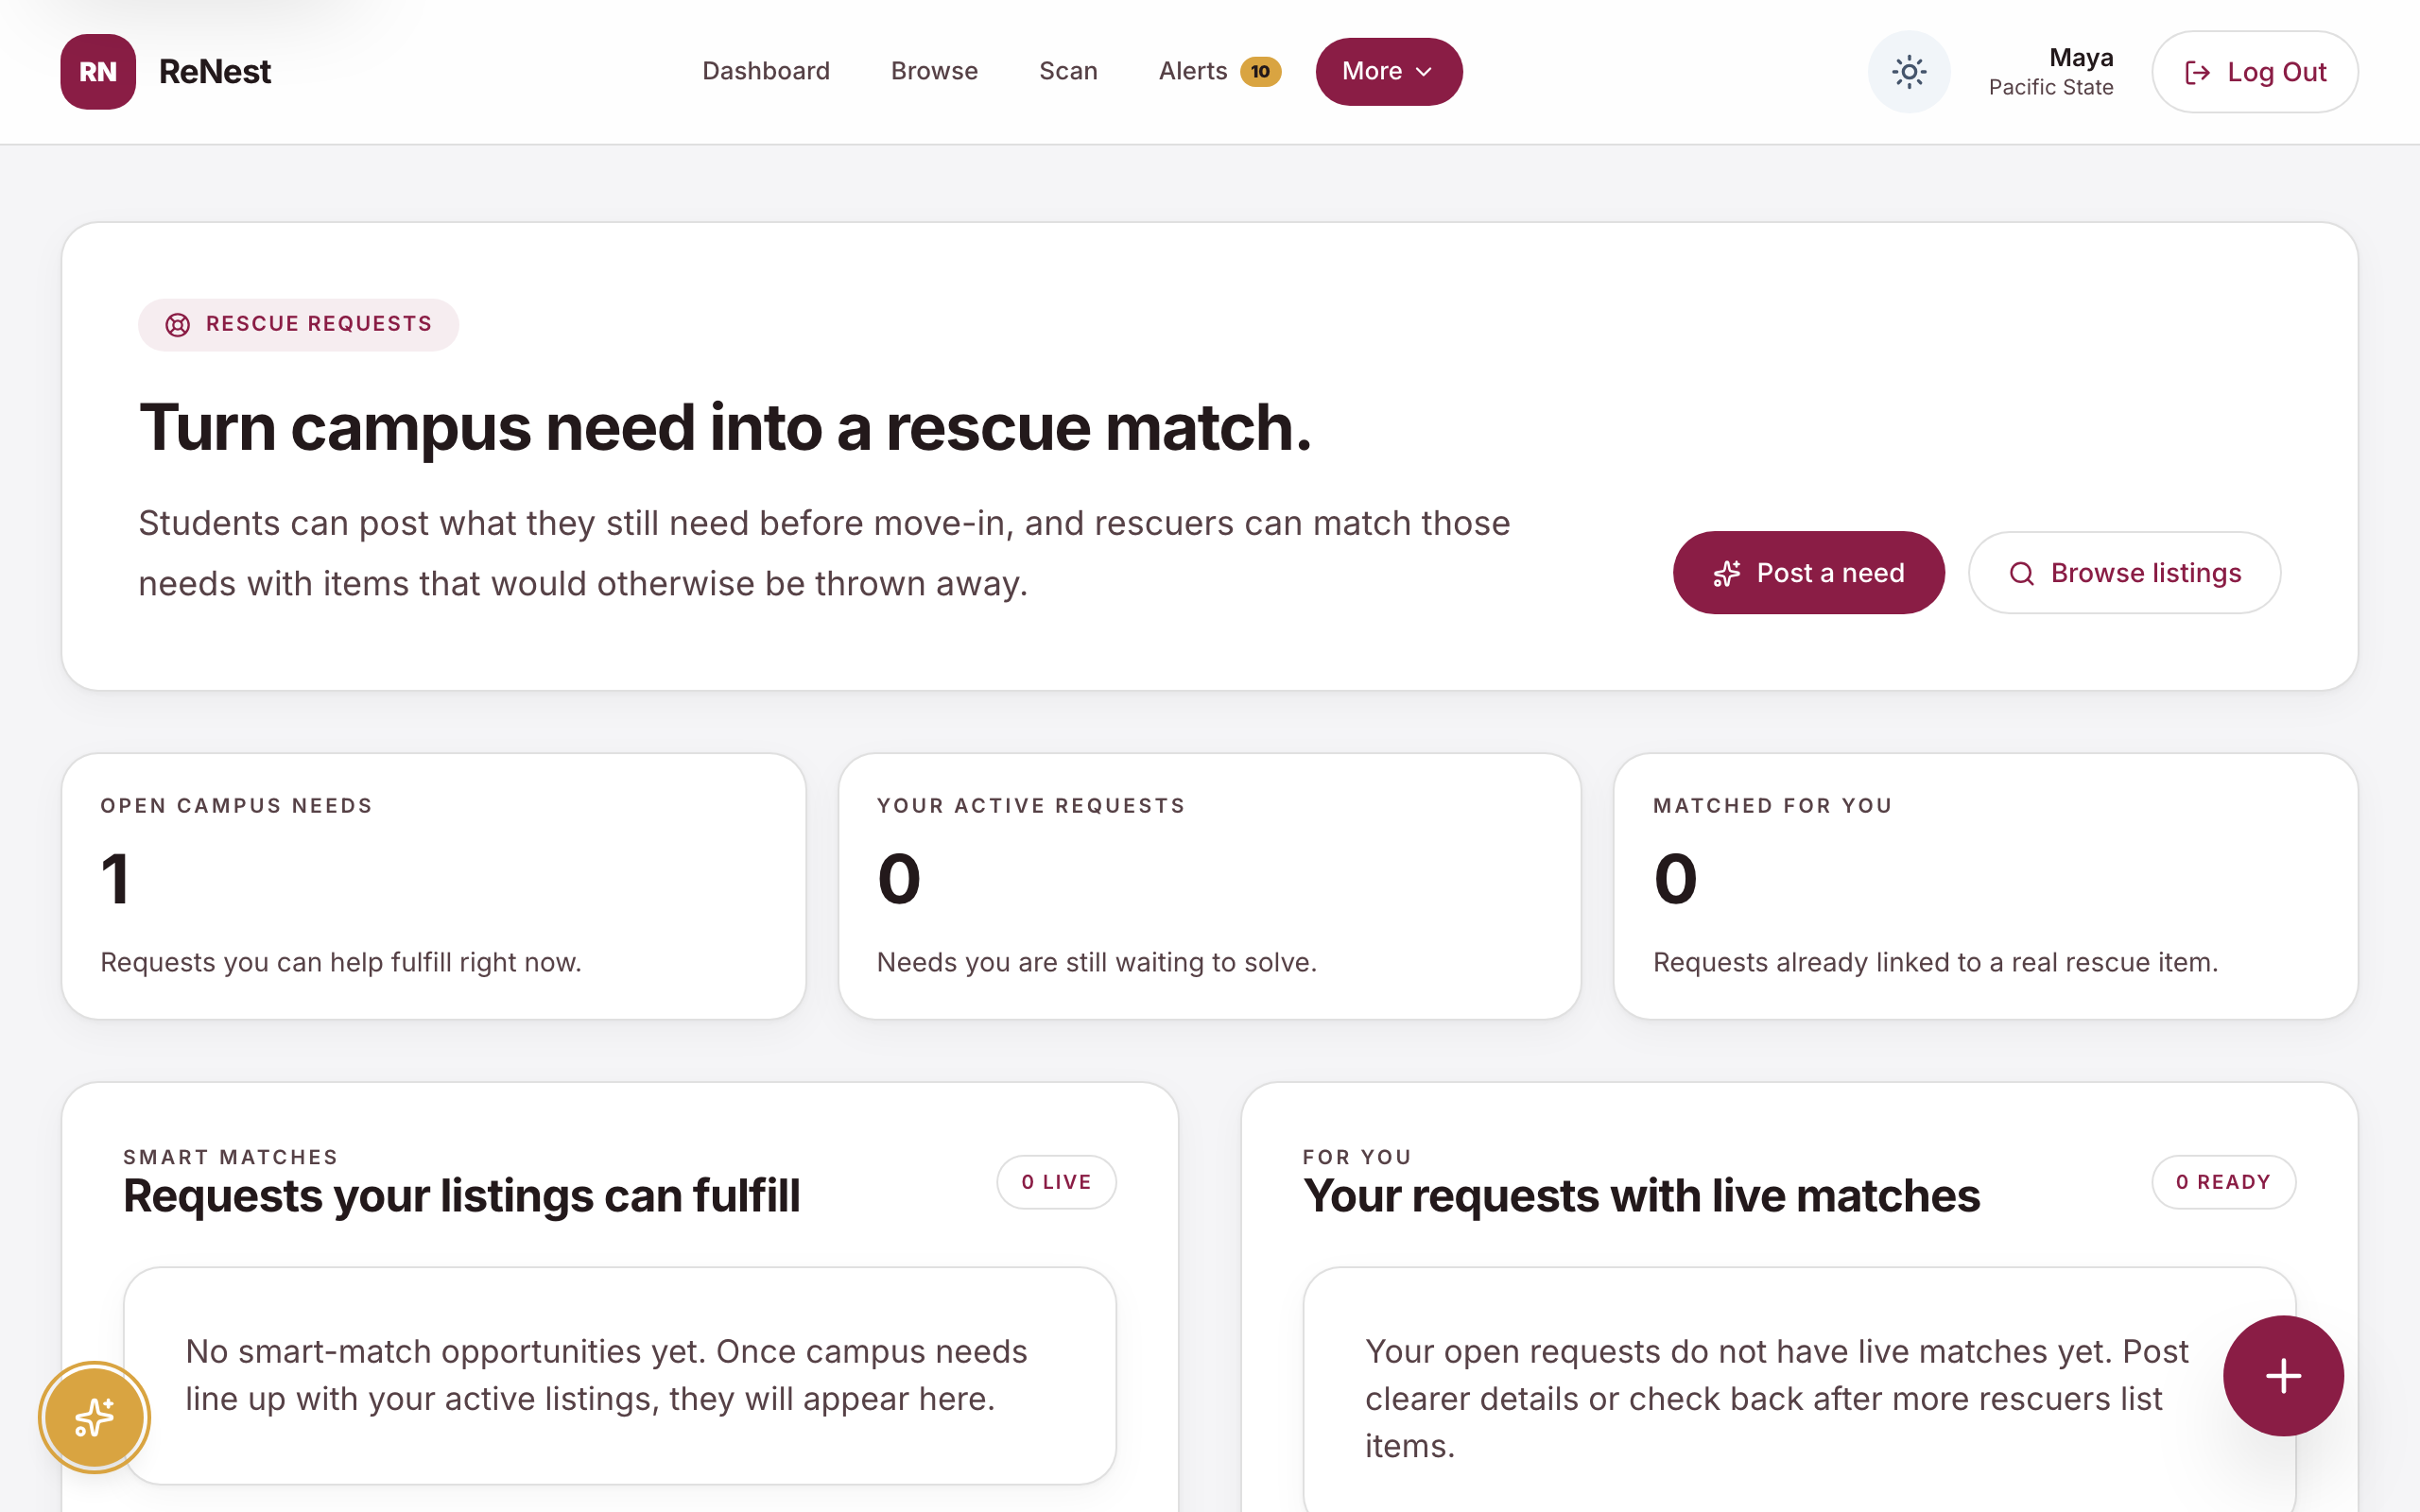 RN ReNest Dashboard Browse Scan Alerts 10 More Maya Log Out
Pacific State
RESCUE REQUESTS
Turn campus need into a rescue match.
Students can post what they still need before move-in, and rescuers can match those
needs with items that would otherwise be thrown away.
Post a need Browse listings
OPEN CAMPUS NEEDS
1
Requests you can help fulfill right now.
YOUR ACTIVE REQUESTS
0
Needs you are still waiting to solve.
MATCHED FOR YOU
0
Requests already linked to a real rescue item.
SMART MATCHES
Requests your listings can fulfill
0 LIVE
No smart-match opportunities yet. Once campus needs
line up with your active listings, they will appear here.
FOR YOU
Your requests with live matches
0 READY
Your open requests do not have live matches yet. Post
clearer details or check back after more rescuers list
items.